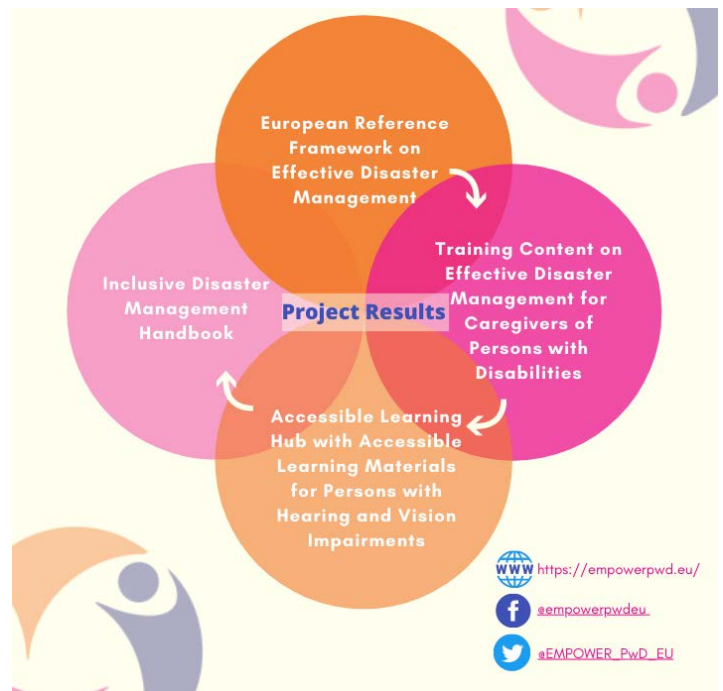 European Reference
Framework on
Effective Disaster
Management
Training Content on
Effective Disaster
Management for
Caregivers of
Persons with
Disabilities
Inclusive Disaster
Management
Handbook
Project Results
Accessible Learning
Hub with Accessible
Learning Materials
for Persons with
Hearing and Vision
Impairments
WWW https://empowerpwd.eu/
f @empowerpwdeu
@EMPOWER_PwD_EU